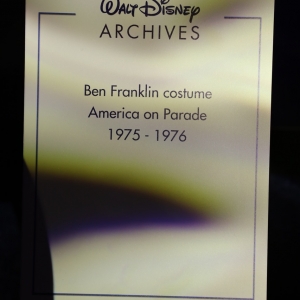 Walt Disney
ARCHIVES
Ben Franklin costume
America on Parade
1975 - 1976